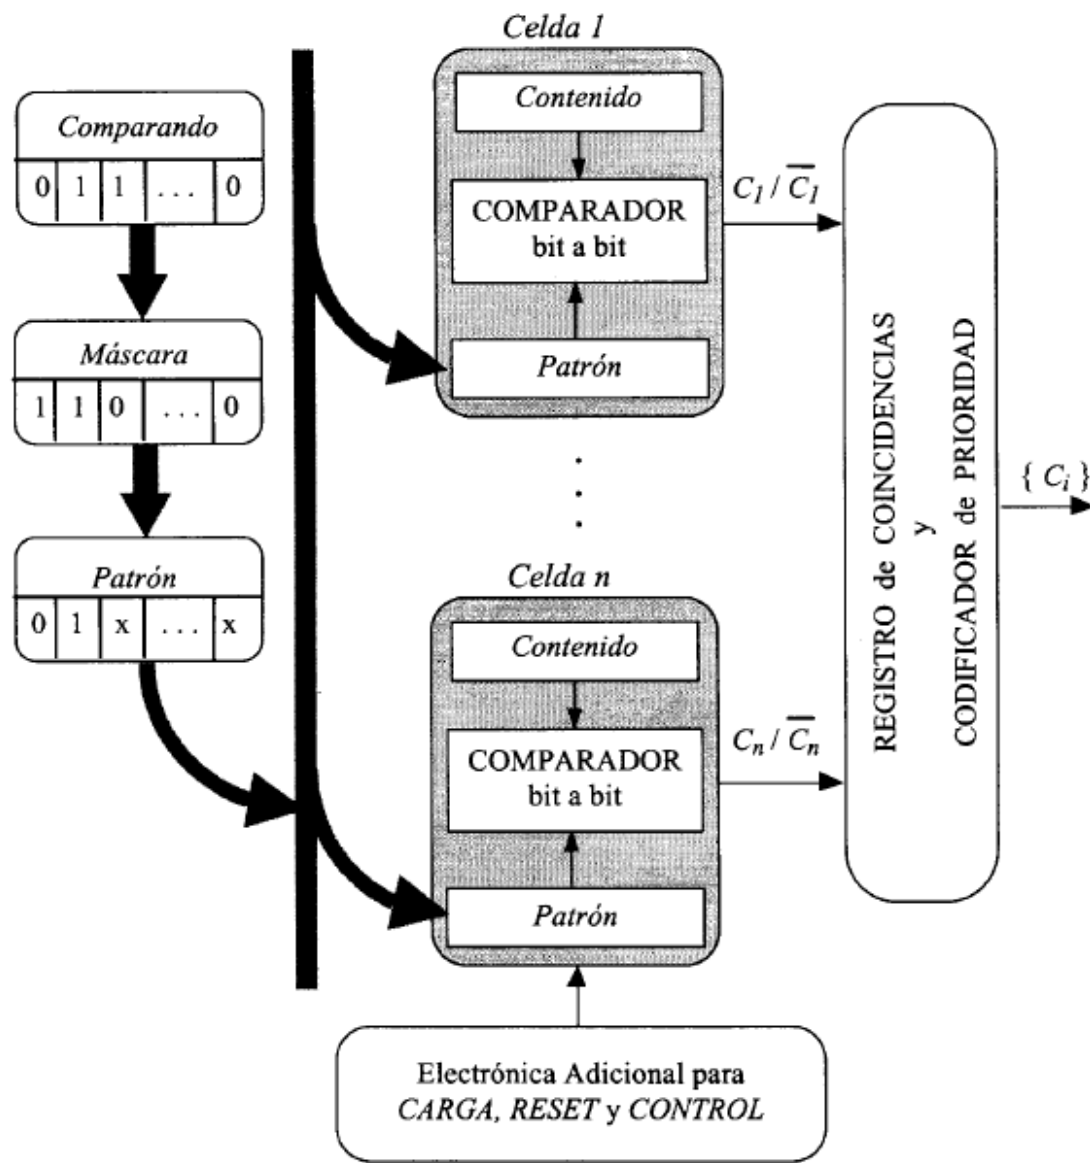 Comparando
0 1 1 ... 0
Máscara
1 1 0 ... 0
Patrón
0 1 x ... x
Celda 1
Contenido
COMPARADOR
bit a bit
Patrón
C₁ / C̅₁
.
.
.
Celda n
Contenido
COMPARADOR
bit a bit
Patrón
Cₙ / C̅ₙ
REGISTRO de COINCIDENCIAS
y
CODIFICADOR de PRIORIDAD
{ Cᵢ }
Electrónica Adicional para
CARGA, RESET y CONTROL